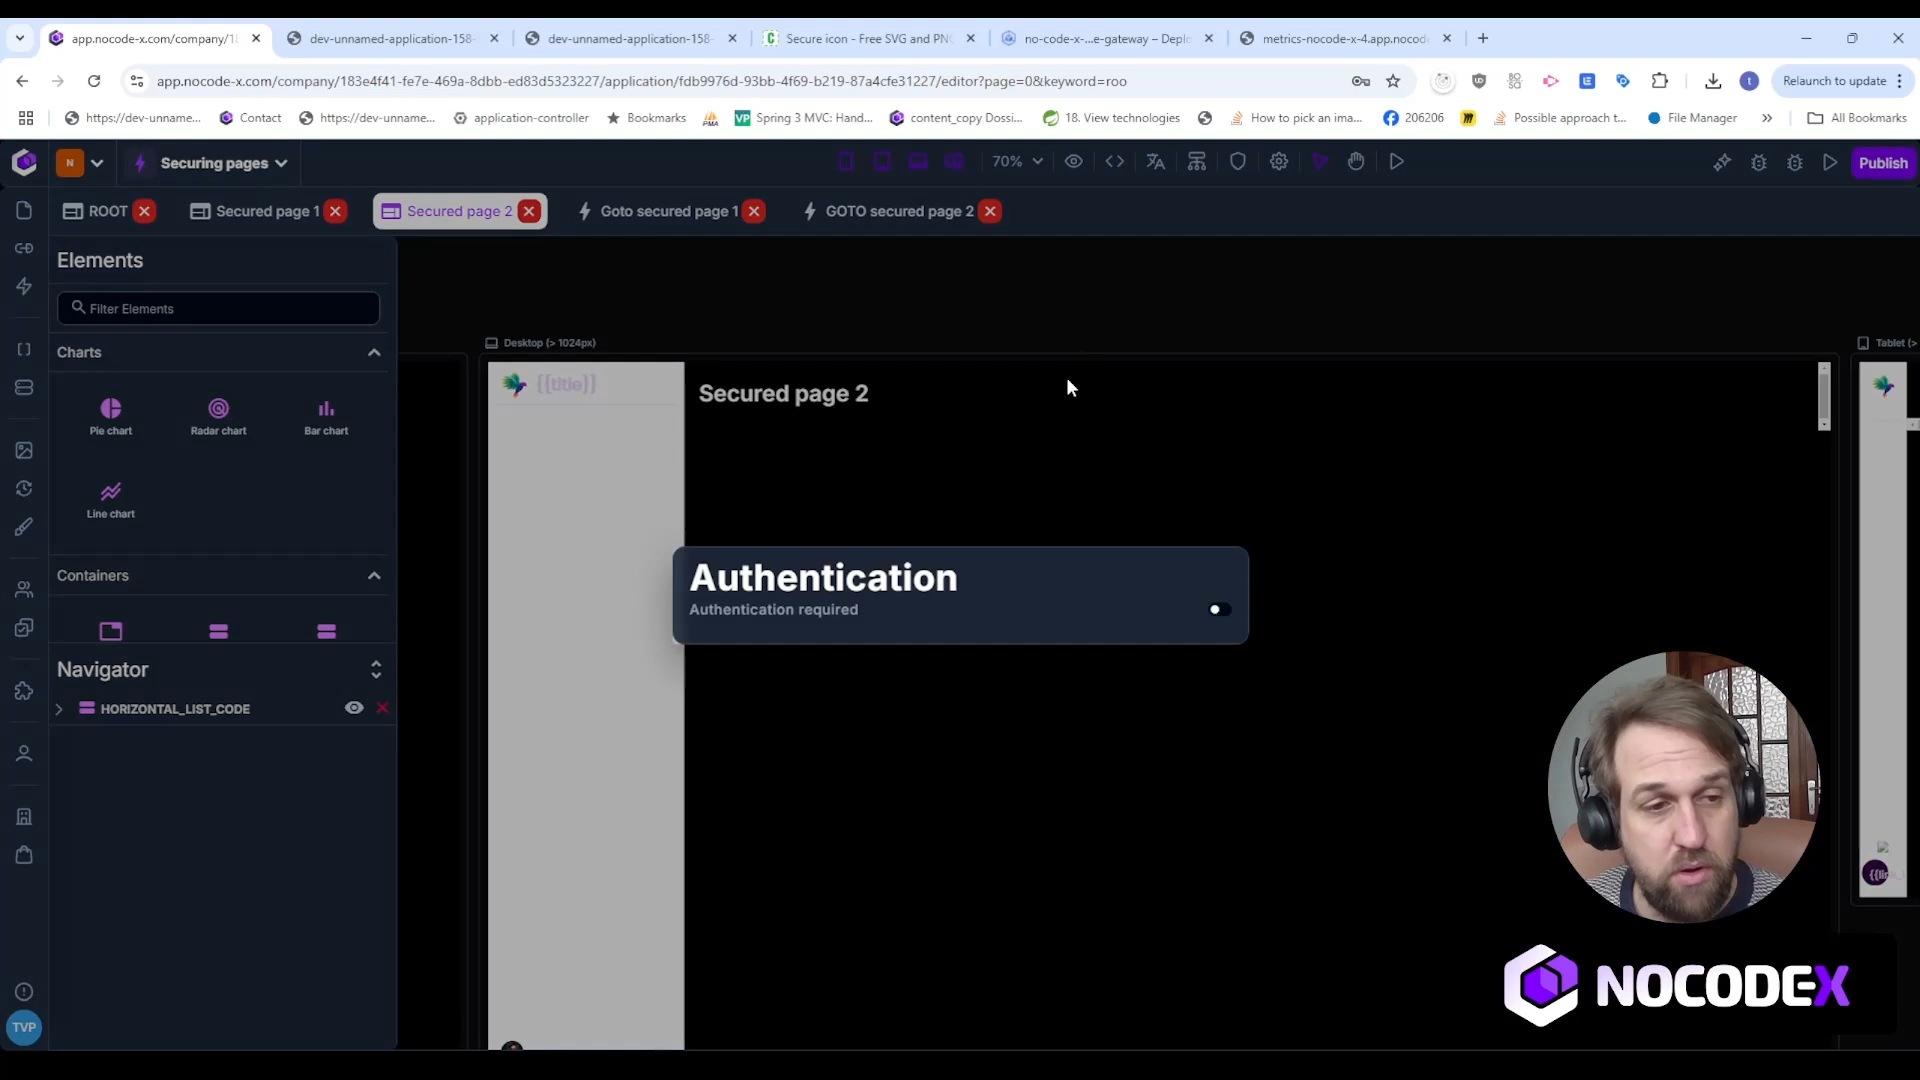 app.nocode-x.com/company/18
dev-unnamed-application-158-
dev-unnamed-application-158-
Secure icon - Free SVG and PNG
no-code-x-...e-gateway – Deplo
metrics-nocode-x-4.app.nocod
app.nocode-x.com/company/183e4f41-fe7e-469a-8dbb-ed83d5323227/application/fdb9976d-93bb-4f69-b219-87a4cfe31227/editor?page=0&keyword=roo
t
Relaunch to update
https://dev-unname...
Contact
https://dev-unname...
application-controller
Bookmarks
PMA
VP
Spring 3 MVC: Hand...
content_copy Dossi...
18. View technologies
How to pick an ima...
206206
Possible approach t...
File Manager
»
All Bookmarks
N
Securing pages
70%
Publish
ROOT
Secured page 1
Secured page 2
Goto secured page 1
GOTO secured page 2
Elements
Filter Elements
Charts
Pie chart
Radar chart
Bar chart
Line chart
Containers
Navigator
HORIZONTAL_LIST_CODE
TVP
Desktop (> 1024px)
Tablet (>
{{title}}
Secured page 2
Authentication
Authentication required
NOCODEX